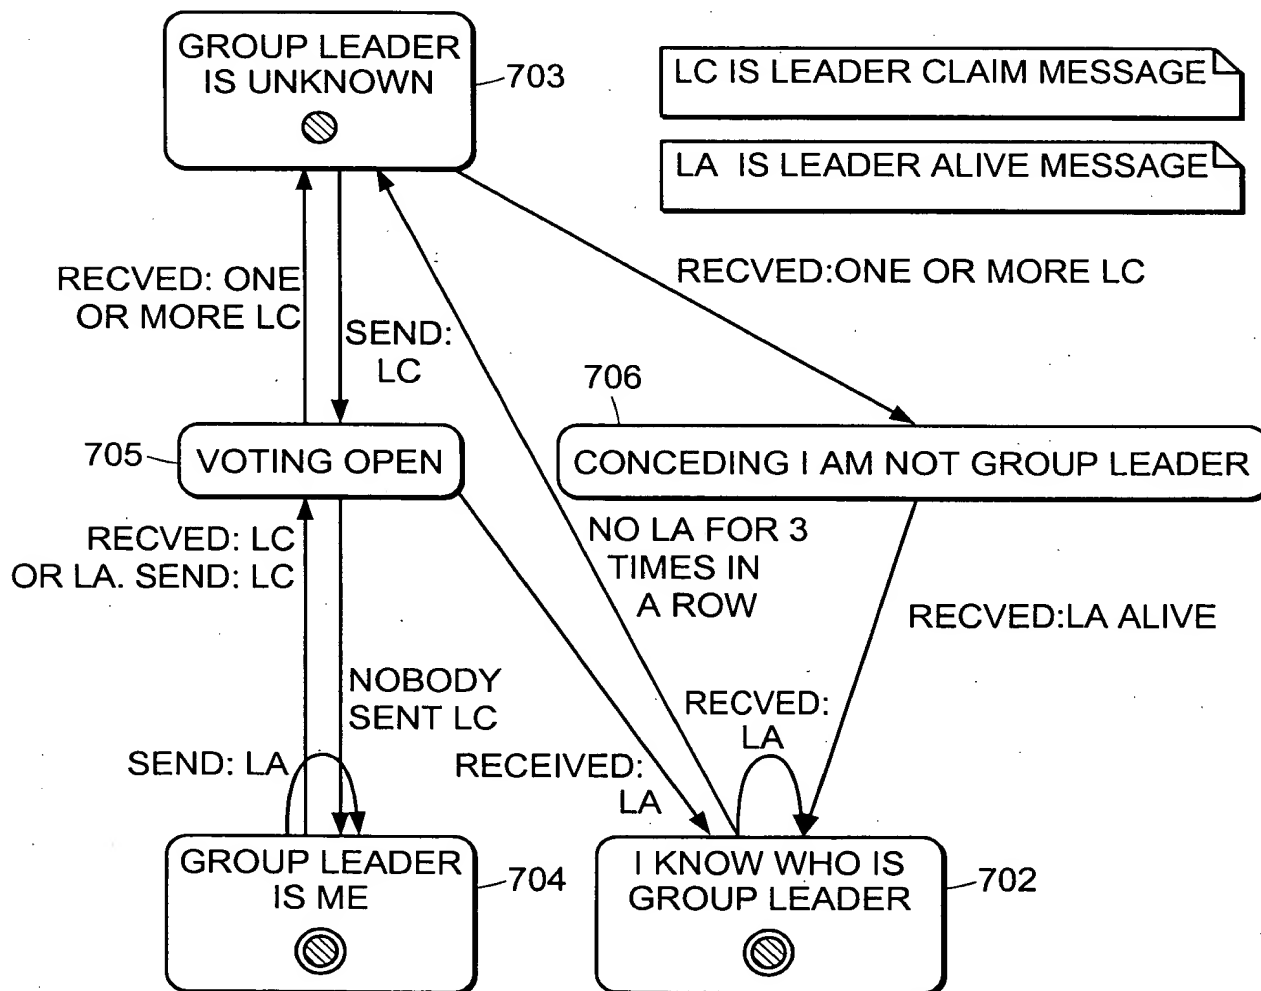 GROUP LEADER
IS UNKNOWN
703
LC IS LEADER CLAIM MESSAGE
LA IS LEADER ALIVE MESSAGE
RECVED: ONE
OR MORE LC
SEND:
LC
RECVED:ONE OR MORE LC
706
705
VOTING OPEN
CONCEDING I AM NOT GROUP LEADER
RECVED: LC
OR LA. SEND: LC
NO LA FOR 3
TIMES IN
A ROW
RECVED:LA ALIVE
NOBODY
SENT LC
SEND: LA
RECEIVED:
LA
RECVED:
LA
GROUP LEADER
IS ME
704
I KNOW WHO IS
GROUP LEADER
702